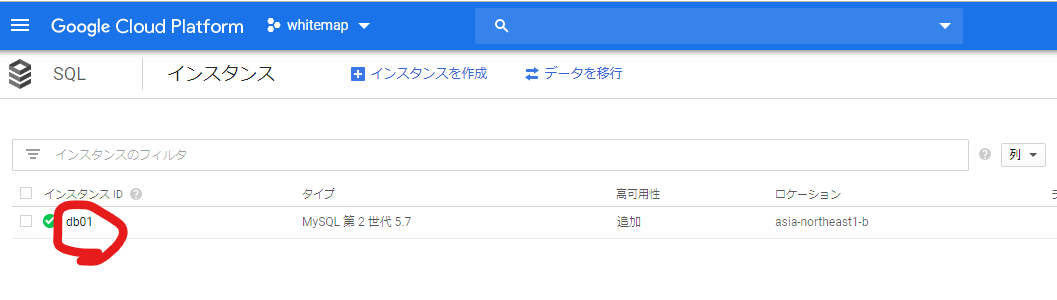 Google Cloud Platform whitemap
SQL インスタンス インスタンスを作成 データを移行
インスタンスのフィルタ 列
インスタンス ID タイプ 高可用性 ロケーション
db01 MySQL 第 2 世代 5.7 追加 asia-northeast1-b